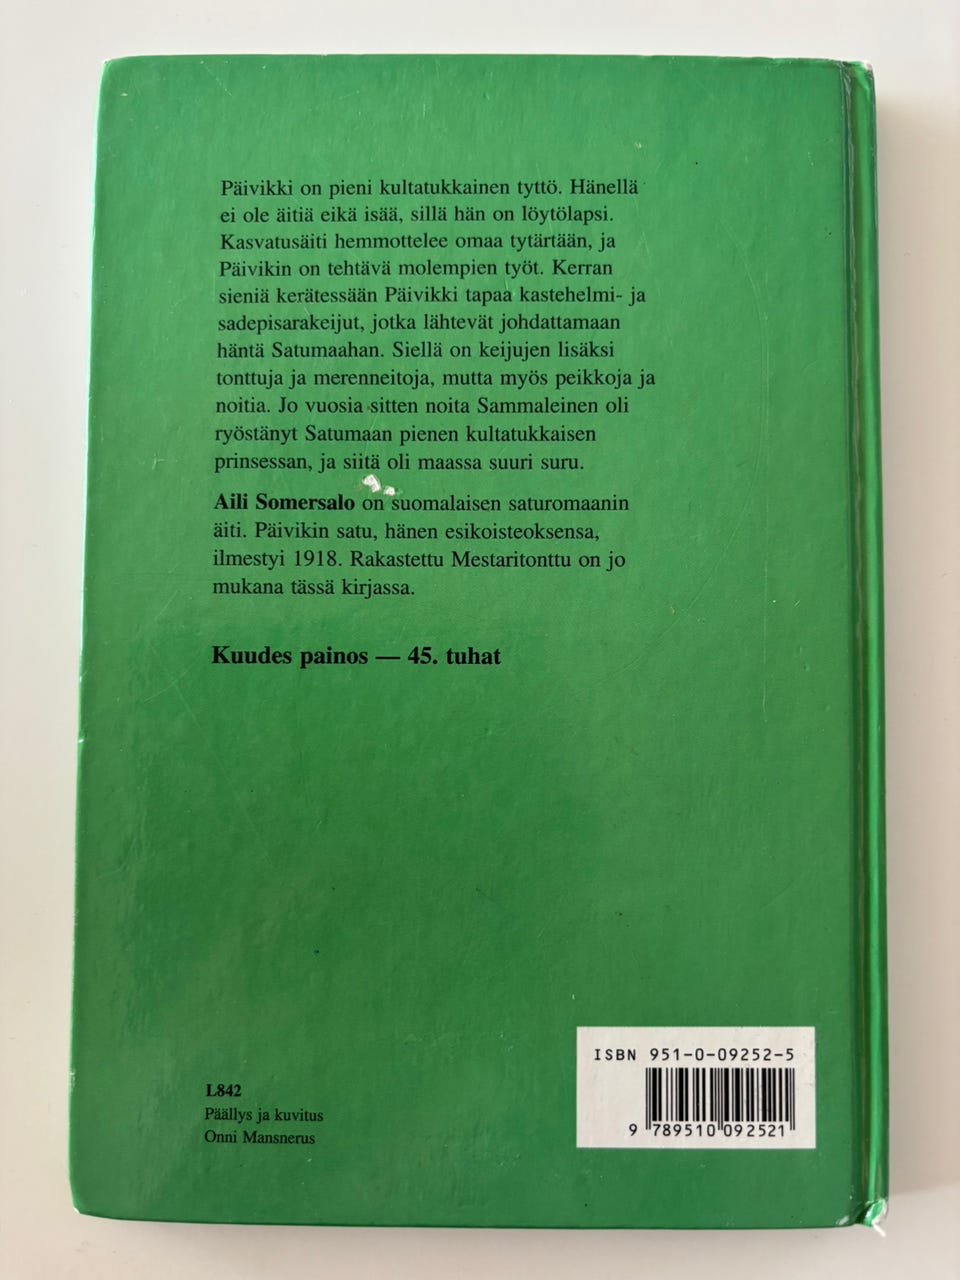 Päivikki on pieni kultatukkainen tyttö. Hänellä
ei ole äitiä eikä isää, sillä hän on löytölapsi.
Kasvatusäiti hemmottelee omaa tytärtään, ja
Päivikin on tehtävä molempien työt. Kerran
sieniä kerätessään Päivikki tapaa kastehelmi- ja
sadepisarakeijut, jotka lähtevät johdattamaan
häntä Satumaahan. Siellä on keijujen lisäksi
tonttuja ja merenneitoja, mutta myös peikkoja ja
noitia. Jo vuosia sitten noita Sammaleinen oli
ryöstänyt Satumaan pienen kultatukkaisen
prinsessan, ja siitä oli maassa suuri suru.
Aili Somersalo on suomalaisen saturomaanin
äiti. Päivikin satu, hänen esikoisteoksensa,
ilmestyi 1918. Rakastettu Mestaritonttu on jo
mukana tässä kirjassa.
Kuudes painos — 45. tuhat
L842
Päällys ja kuvitus
Onni Mansnerus
ISBN 951-0-09252-5
9 789510 092521